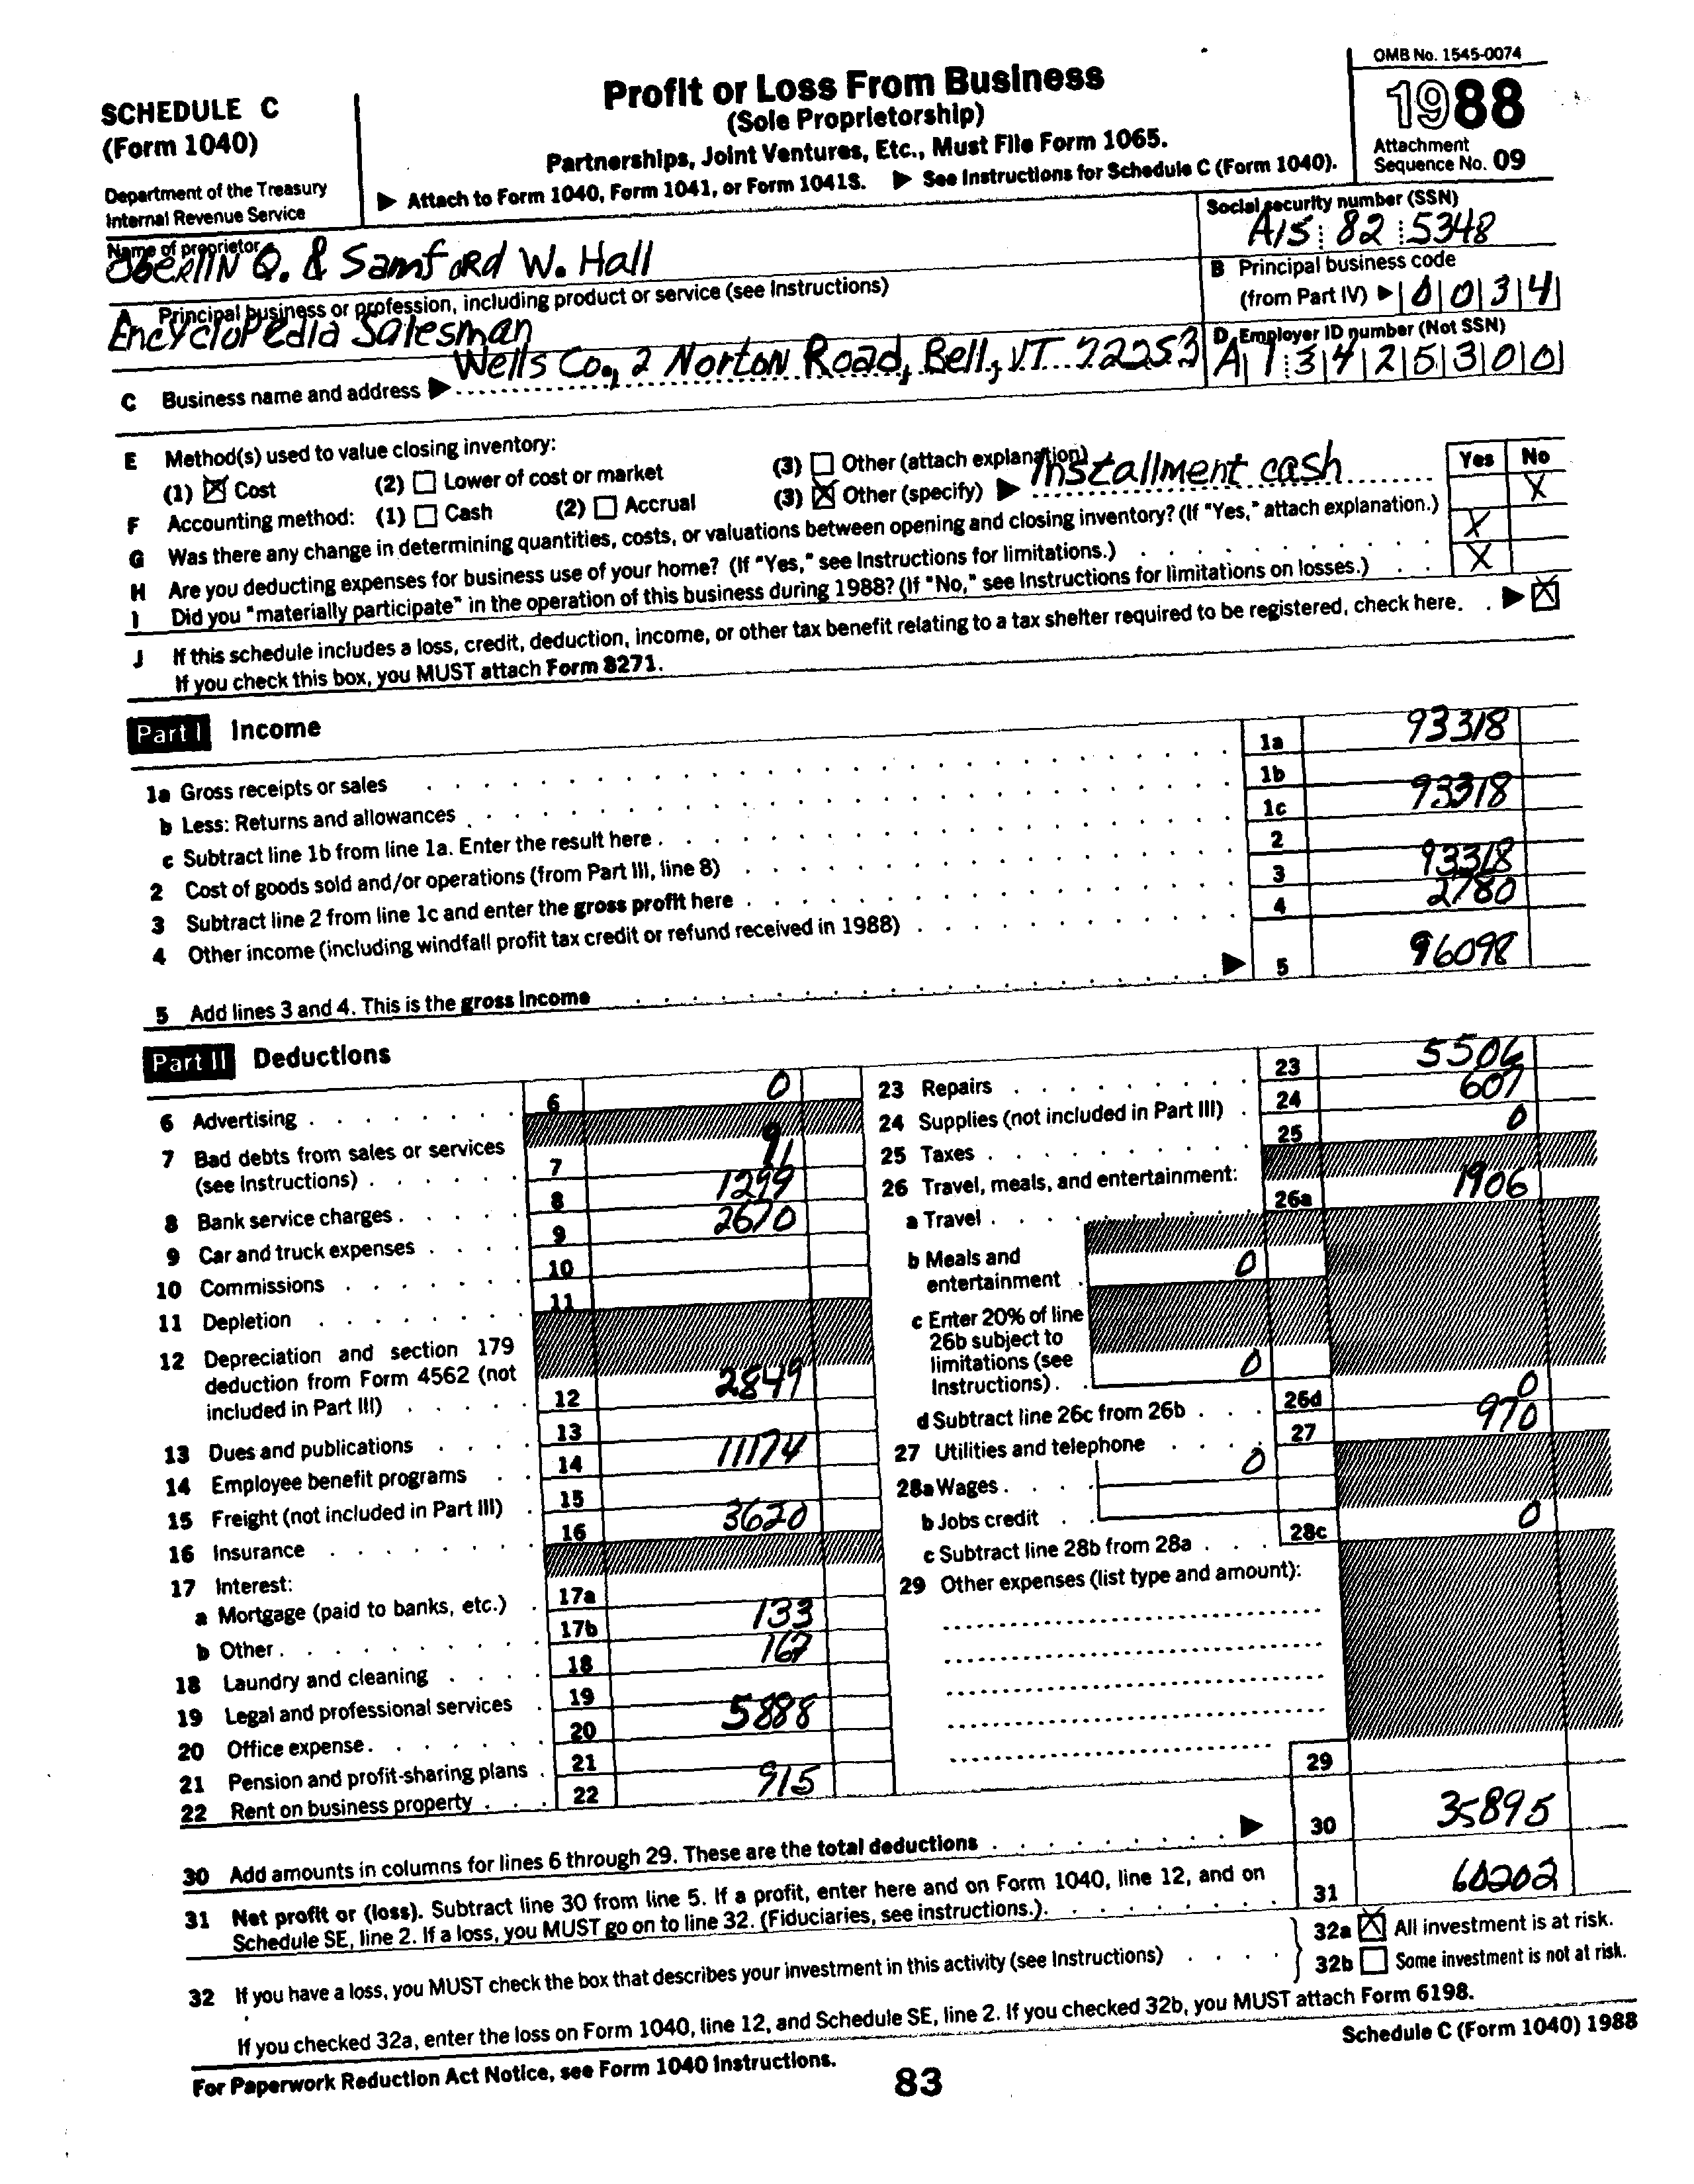 SCHEDULE C
(Form 1040)
Department of the Treasury
Internal Revenue Service
Profit or Loss From Business
(Sole Proprietorship)
Partnerships, Joint Ventures, Etc., Must File Form 1065.
▶ Attach to Form 1040, Form 1041, or Form 1041S. ▶ See Instructions for Schedule C (Form 1040).
OMB No. 1545-0074
1988
Attachment
Sequence No. 09
Name of proprietor
Oberlin Q. & Samford W. Hall
Social security number (SSN)
A15 82 5348
A Principal business or profession, including product or service (see Instructions)
Encyclopedia Salesman
B Principal business code
(from Part IV) ▶ 0 0 3 4
C Business name and address ▶ Wells Co., 2 Norton Road, Bell, VT 72253
D Employer ID number (Not SSN)
A 1 3 4 2 5 3 0 0
E Method(s) used to value closing inventory:
(1) ☒ Cost (2) ☐ Lower of cost or market (3) ☐ Other (attach explanation)
F Accounting method: (1) ☐ Cash (2) ☐ Accrual (3) ☒ Other (specify) ▶ Installment cash
Yes No
G Was there any change in determining quantities, costs, or valuations between opening and closing inventory? (If "Yes," attach explanation.) X
H Are you deducting expenses for business use of your home? (If "Yes," see Instructions for limitations.) X
I Did you "materially participate" in the operation of this business during 1988? (If "No," see Instructions for limitations on losses.) X
J If this schedule includes a loss, credit, deduction, income, or other tax benefit relating to a tax shelter required to be registered, check here. ▶ ☒
If you check this box, you MUST attach Form 8271.
Part I Income
1a Gross receipts or sales 1a 93318
b Less: Returns and allowances 1b
c Subtract line 1b from line 1a. Enter the result here 1c 93318
2 Cost of goods sold and/or operations (from Part III, line 8) 2
3 Subtract line 2 from line 1c and enter the gross profit here 3 93318
4 Other income (including windfall profit tax credit or refund received in 1988) 4 2780
5 Add lines 3 and 4. This is the gross income ▶ 5 96098
Part II Deductions
6 Advertising 6 0
7 Bad debts from sales or services
(see Instructions) 7 91
8 Bank service charges 8 1299
9 Car and truck expenses 9 2670
10 Commissions 10
11 Depletion 11
12 Depreciation and section 179
deduction from Form 4562 (not
included in Part III) 12 2849
13 Dues and publications 13
14 Employee benefit programs 14 11174
15 Freight (not included in Part III) 15
16 Insurance 16 3620
17 Interest:
a Mortgage (paid to banks, etc.) 17a
b Other 17b 133
18 Laundry and cleaning 18 167
19 Legal and professional services 19
20 Office expense 20 5888
21 Pension and profit-sharing plans 21
22 Rent on business property 22 915
23 Repairs 23 5506
24 Supplies (not included in Part III) 24 607
25 Taxes 25 0
26 Travel, meals, and entertainment:
a Travel 26a 1906
b Meals and
entertainment 0
c Enter 20% of line
26b subject to
limitations (see
Instructions) 0
d Subtract line 26c from 26b 26d 0
27 Utilities and telephone 27 970
28a Wages 0
b Jobs credit
c Subtract line 28b from 28a 28c 0
29 Other expenses (list type and amount):
29
30 Add amounts in columns for lines 6 through 29. These are the total deductions ▶ 30 35895
31 Net profit or (loss). Subtract line 30 from line 5. If a profit, enter here and on Form 1040, line 12, and on
Schedule SE, line 2. If a loss, you MUST go on to line 32. (Fiduciaries, see instructions.) 31 60202
32 If you have a loss, you MUST check the box that describes your investment in this activity (see Instructions)
32a ☒ All investment is at risk.
32b ☐ Some investment is not at risk.
If you checked 32a, enter the loss on Form 1040, line 12, and Schedule SE, line 2. If you checked 32b, you MUST attach Form 6198.
For Paperwork Reduction Act Notice, see Form 1040 Instructions.
Schedule C (Form 1040) 1988
83